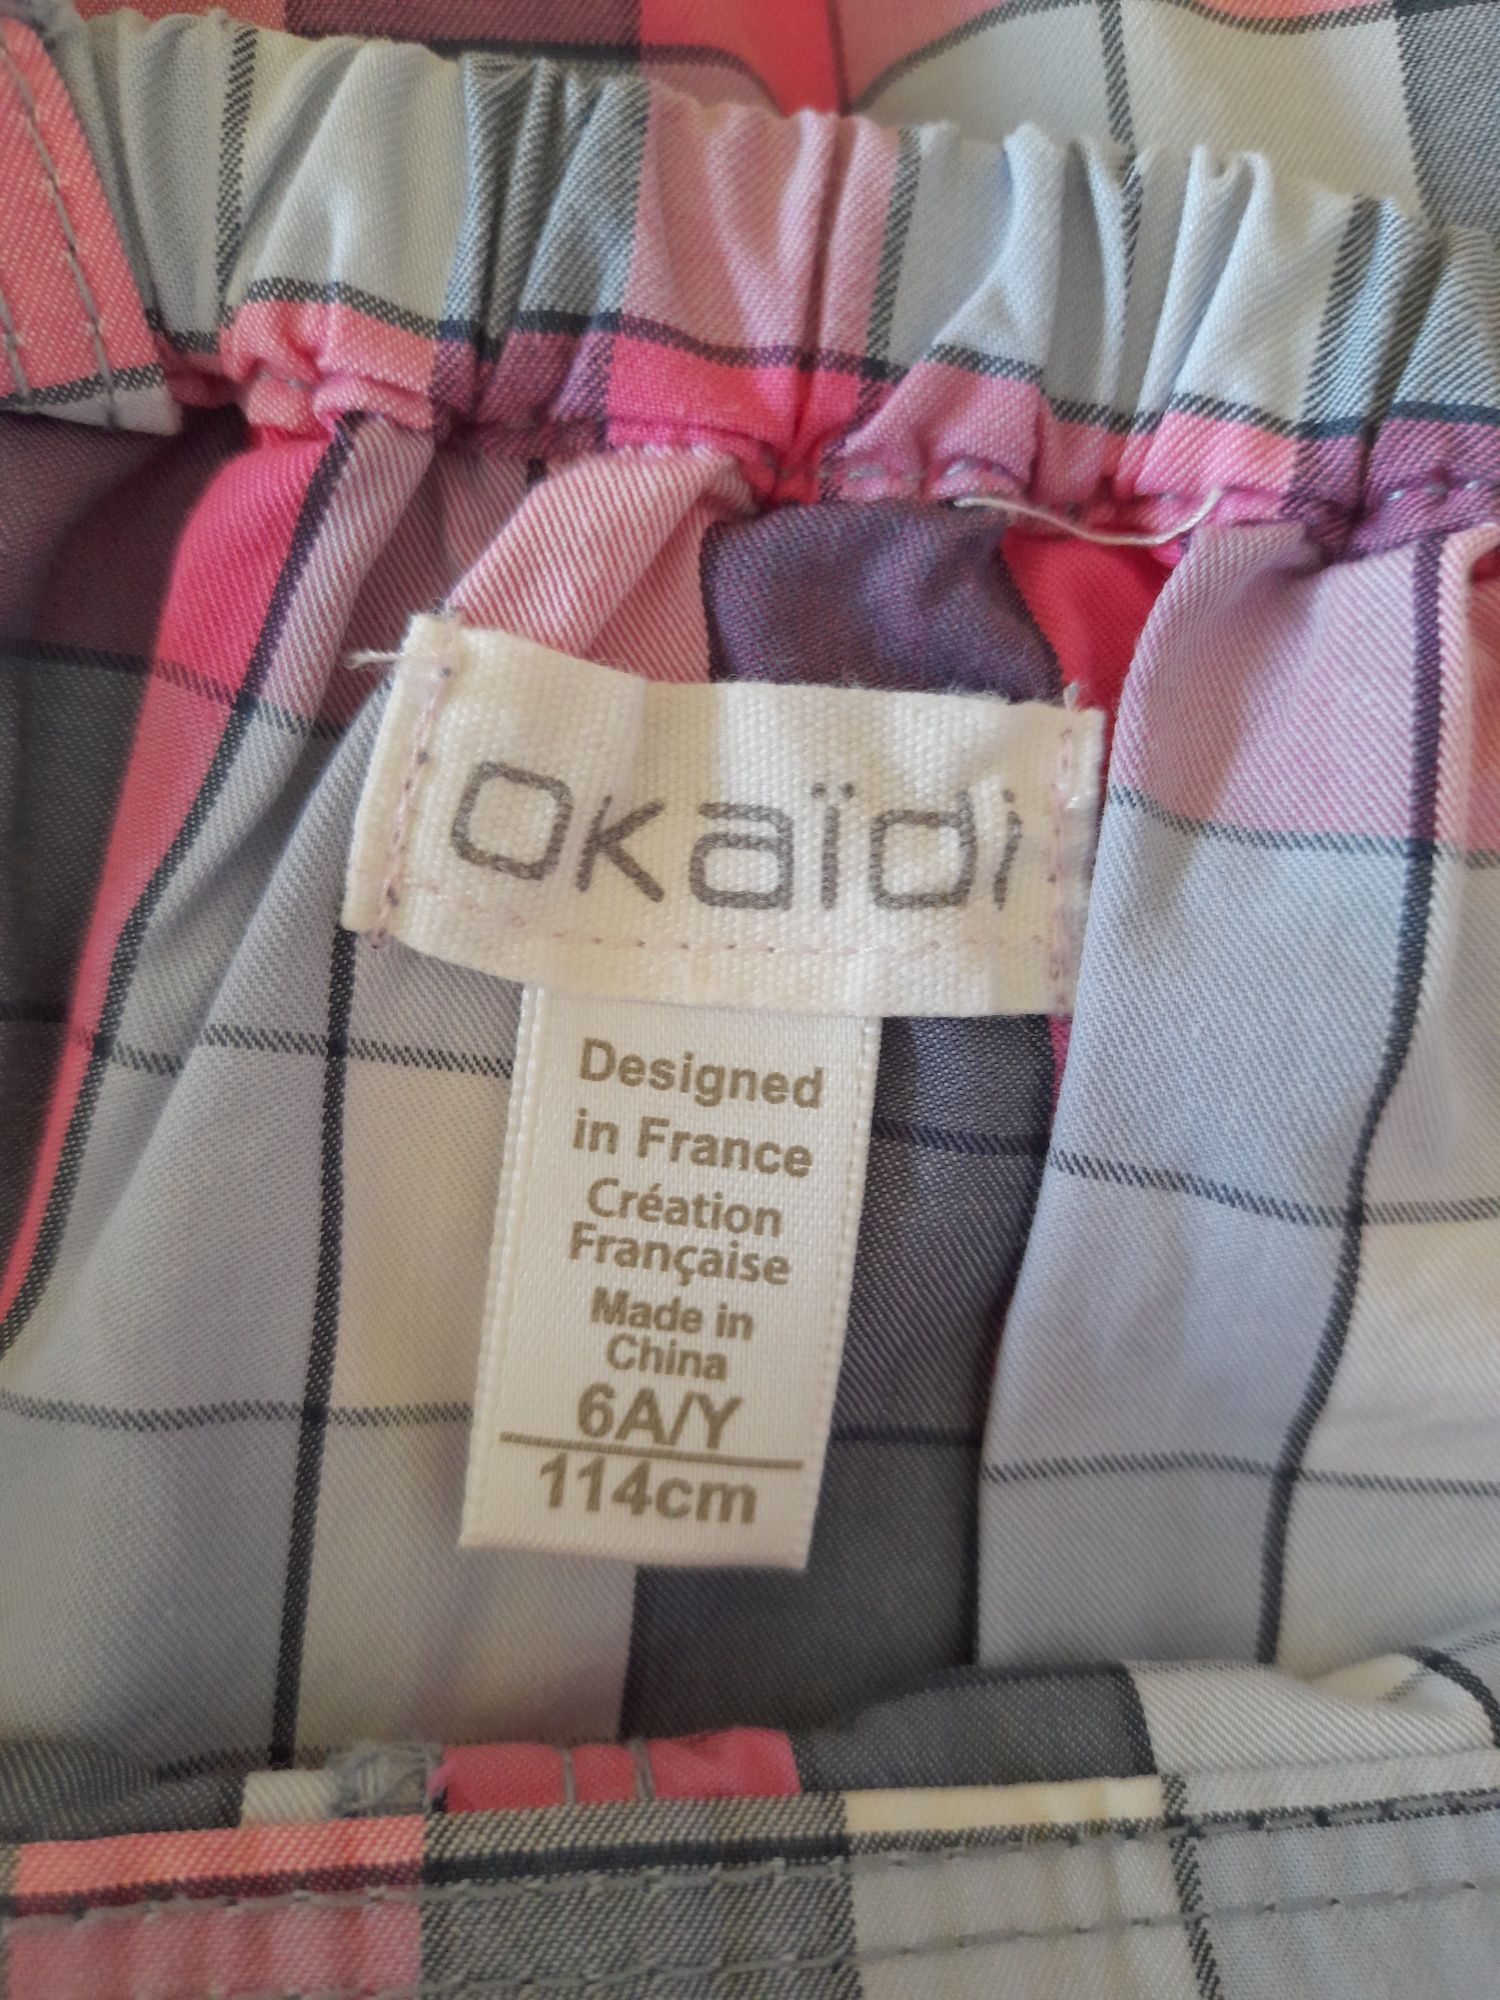 Okaïdi
Designed
in France
Création
Française
Made in
China
6A/Y
114cm